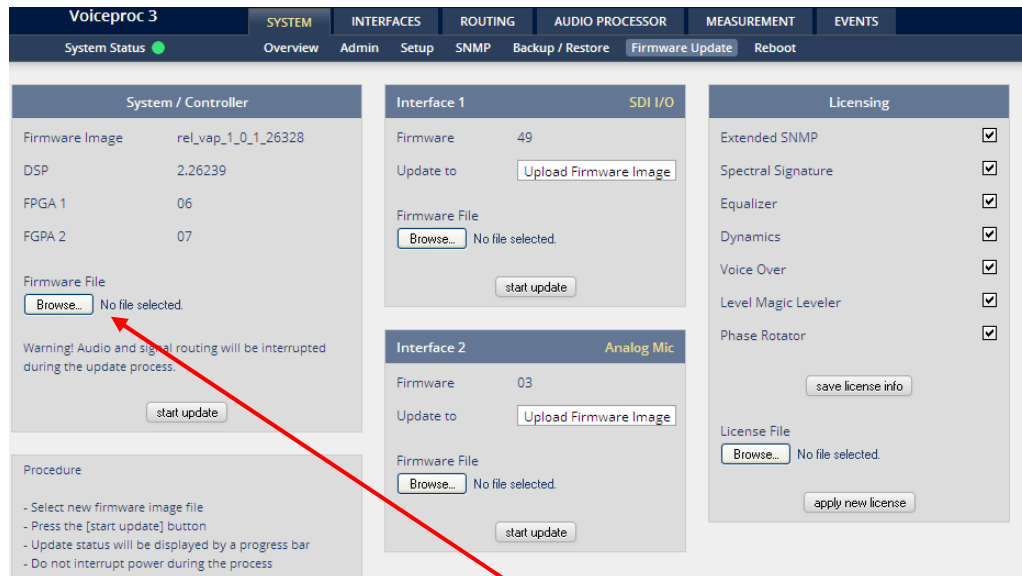 Voiceproc 3
SYSTEM INTERFACES ROUTING AUDIO PROCESSOR MEASUREMENT EVENTS
System Status Overview Admin Setup SNMP Backup / Restore Firmware Update Reboot
System / Controller
Firmware Image rel_vap_1_0_1_26328
DSP 2.26239
FPGA 1 06
FGPA 2 07
Firmware File
Browse... No file selected.
Warning! Audio and signal routing will be interrupted
during the update process.
start update
Procedure
- Select new firmware image file
- Press the [start update] button
- Update status will be displayed by a progress bar
- Do not interrupt power during the process
Interface 1 SDI I/O
Firmware 49
Update to Upload Firmware Image
Firmware File
Browse... No file selected.
start update
Interface 2 Analog Mic
Firmware 03
Update to Upload Firmware Image
Firmware File
Browse... No file selected.
start update
Licensing
Extended SNMP
Spectral Signature
Equalizer
Dynamics
Voice Over
Level Magic Leveler
Phase Rotator
save license info
License File
Browse... No file selected.
apply new license